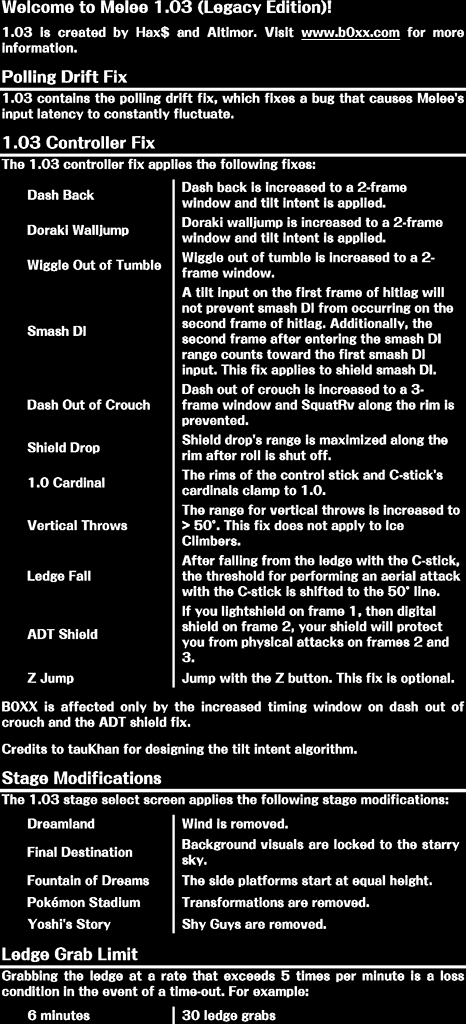 Welcome to Melee 1.03 (Legacy Edition)!
1.03 is created by Hax$ and Altimor. Visit www.b0xx.com for more
information.
Polling Drift Fix
1.03 contains the polling drift fix, which fixes a bug that causes Melee's
input latency to constantly fluctuate.
1.03 Controller Fix
The 1.03 controller fix applies the following fixes:
Dash Back
Dash back is increased to a 2-frame
window and tilt intent is applied.
Doraki Walljump
Doraki walljump is increased to a 2-frame
window and tilt intent is applied.
Wiggle Out of Tumble
Wiggle out of tumble is increased to a 2-
frame window.
Smash DI
A tilt input on the first frame of hitlag will
not prevent smash DI from occurring on the
second frame of hitlag. Additionally, the
second frame after entering the smash DI
range counts toward the first smash DI
input. This fix applies to shield smash DI.
Dash Out of Crouch
Dash out of crouch is increased to a 3-
frame window and SquatRv along the rim is
prevented.
Shield Drop
Shield drop's range is maximized along the
rim after roll is shut off.
1.0 Cardinal
The rims of the control stick and C-stick's
cardinals clamp to 1.0.
Vertical Throws
The range for vertical throws is increased to
> 50°. This fix does not apply to Ice
Climbers.
Ledge Fall
After falling from the ledge with the C-stick,
the threshold for performing an aerial attack
with the C-stick is shifted to the 50° line.
ADT Shield
If you lightshield on frame 1, then digital
shield on frame 2, your shield will protect
you from physical attacks on frames 2 and
3.
Z Jump
Jump with the Z button. This fix is optional.
B0XX is affected only by the increased timing window on dash out of
crouch and the ADT shield fix.
Credits to tauKhan for designing the tilt intent algorithm.
Stage Modifications
The 1.03 stage select screen applies the following stage modifications:
Dreamland
Wind is removed.
Final Destination
Background visuals are locked to the starry
sky.
Fountain of Dreams
The side platforms start at equal height.
Pokémon Stadium
Transformations are removed.
Yoshi's Story
Shy Guys are removed.
Ledge Grab Limit
Grabbing the ledge at a rate that exceeds 5 times per minute is a loss
condition in the event of a time-out. For example:
6 minutes
30 ledge grabs